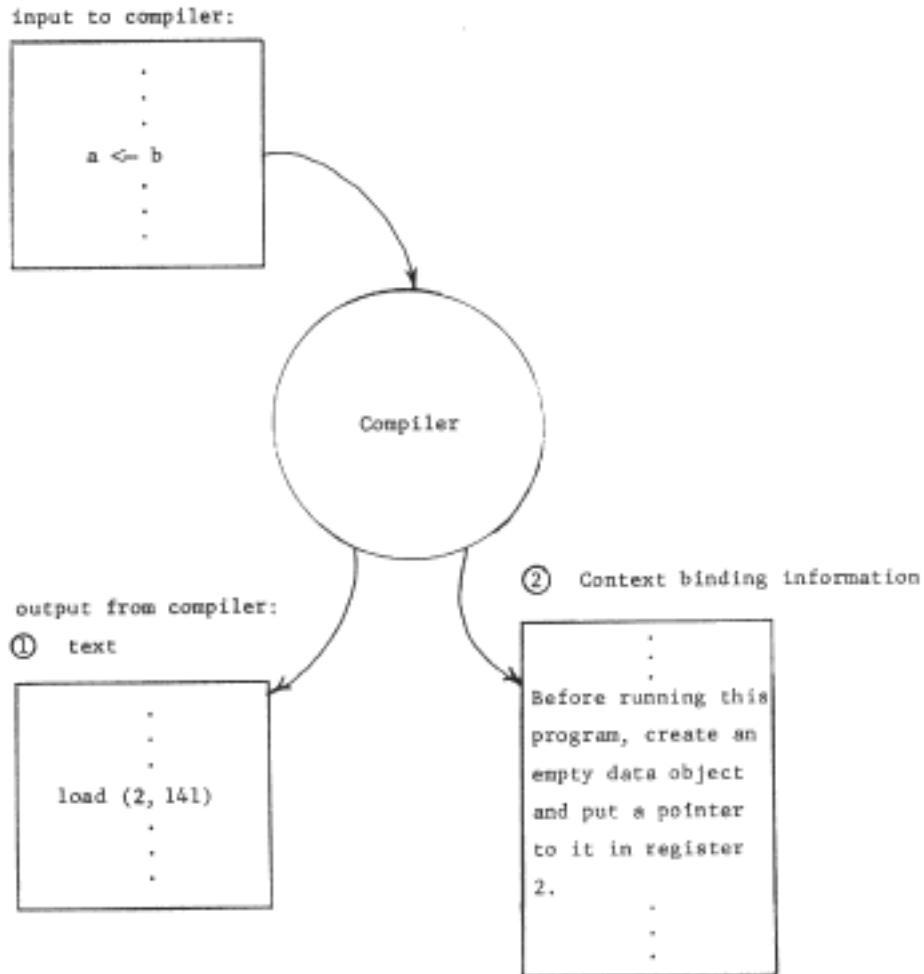 input to compiler:
.
.
.
a <- b
.
.
.
Compiler
② Context binding information
output from compiler:
① text
.
.
.
load (2, 141)
.
.
.
.
.
.
Before running this
program, create an
empty data object
and put a pointer
to it in register
2.
.
.
.